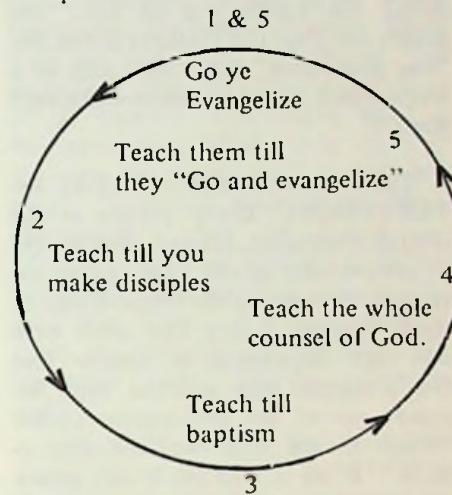 1 & 5
Go ye
Evangelize
5
Teach them till
they "Go and evangelize"
2
Teach till you
make disciples
4
Teach the whole
counsel of God.
Teach till
baptism
3